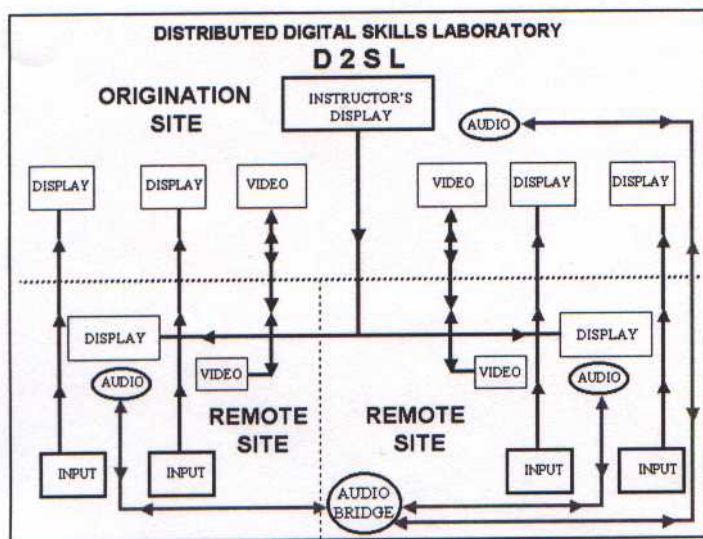 DISTRIBUTED DIGITAL SKILLS LABORATORY
D2SL
ORIGINATION
SITE
INSTRUCTOR'S
DISPLAY
AUDIO
DISPLAY
DISPLAY
VIDEO
VIDEO
DISPLAY
DISPLAY
DISPLAY
DISPLAY
AUDIO
VIDEO
VIDEO
AUDIO
REMOTE
SITE
REMOTE
SITE
INPUT
INPUT
INPUT
INPUT
AUDIO
BRIDGE